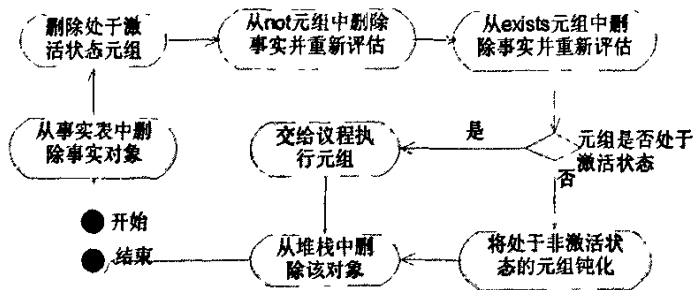 删除处于激
活状态元组
从not元组中删除
事实并重新评估
从exists元组中删
除事实并重新评估
从事实表中删
除事实对象
交给议程执
行元组
是
元组是否处于
激活状态
否
开始
结束
从堆栈中删
除该对象
将处于非激活状
态的元组钝化